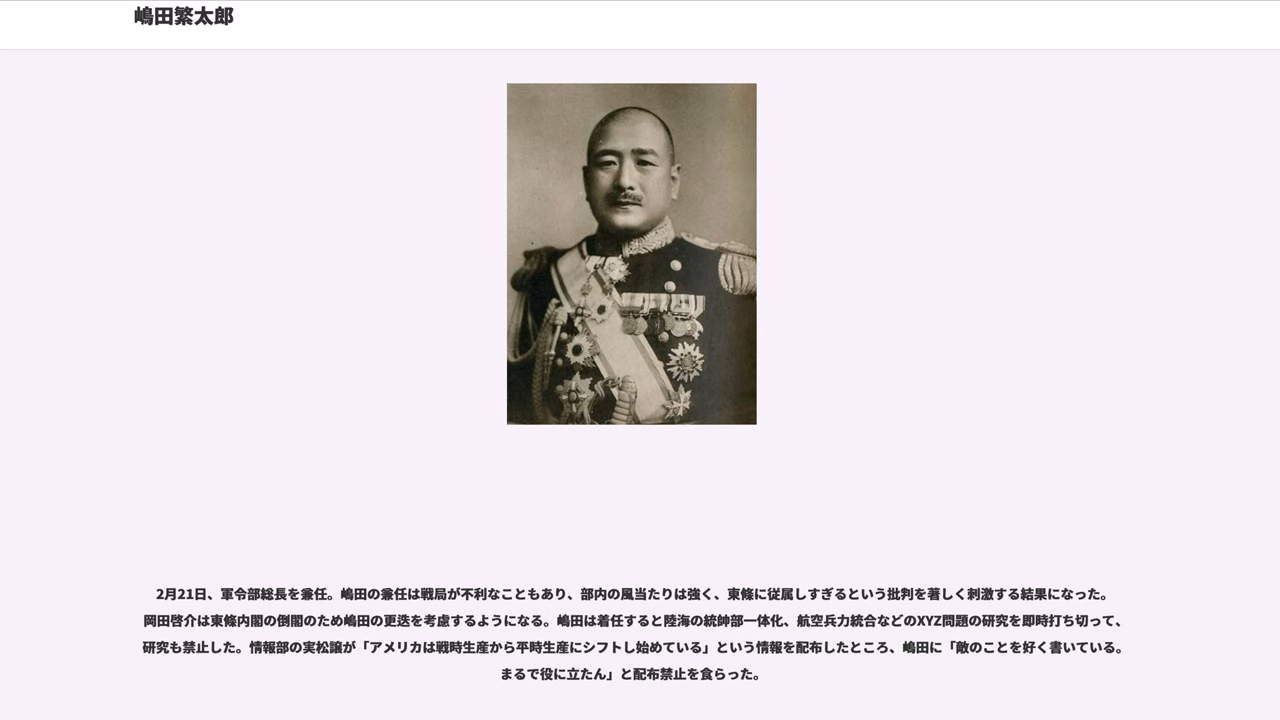 嶋田繁太郎
2月21日、軍令部総長を兼任。嶋田の兼任は戦局が不利なこともあり、部内の風当たりは強く、東條に従属しすぎるという批判を著しく刺激する結果になった。
岡田啓介は東條内閣の倒閣のため嶋田の更迭を考慮するようになる。嶋田は着任すると陸海の統帥部一体化、航空兵力統合などのXYZ問題の研究を即時打ち切って、
研究も禁止した。情報部の実松譲が「アメリカは戦時生産から平時生産にシフトし始めている」という情報を配布したところ、嶋田に「敵のことを好く書いている。
まるで役に立たん」と配布禁止を食らった。